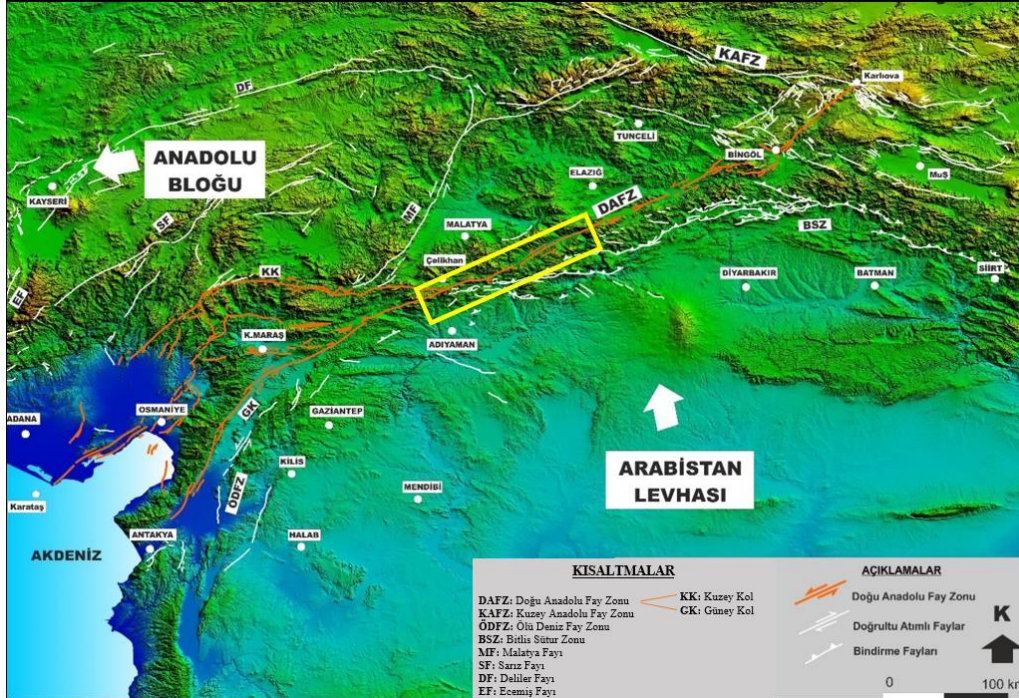 KAFZ
Karlıova
DF
TUNCELİ
BİNGÖL
MUŞ
ANADOLU
BLOĞU
KAYSERİ
ELAZIĞ
DAFZ
SF
MF
MALATYA
BSZ
Çelikhan
KK
DİYARBAKIR
BATMAN
SİİRT
EF
K.MARAŞ
ADIYAMAN
GK
OSMANİYE
GAZİANTEP
ADANA
KİLİS
ÖDFZ
MENDİBİ
ARABİSTAN
LEVHASI
Karataş
ANTAKYA
HALAB
AKDENİZ
KISALTMALAR
DAFZ: Doğu Anadolu Fay Zonu
KK: Kuzey Kol
GK: Güney Kol
KAFZ: Kuzey Anadolu Fay Zonu
ÖDFZ: Ölü Deniz Fay Zonu
BSZ: Bitlis Sütur Zonu
MF: Malatya Fayı
SF: Sarız Fayı
DF: Deliler Fayı
EF: Ecemiş Fayı
AÇIKLAMALAR
Doğu Anadolu Fay Zonu
Doğrultu Atımlı Faylar
Bindirme Fayları
K
0 100 km